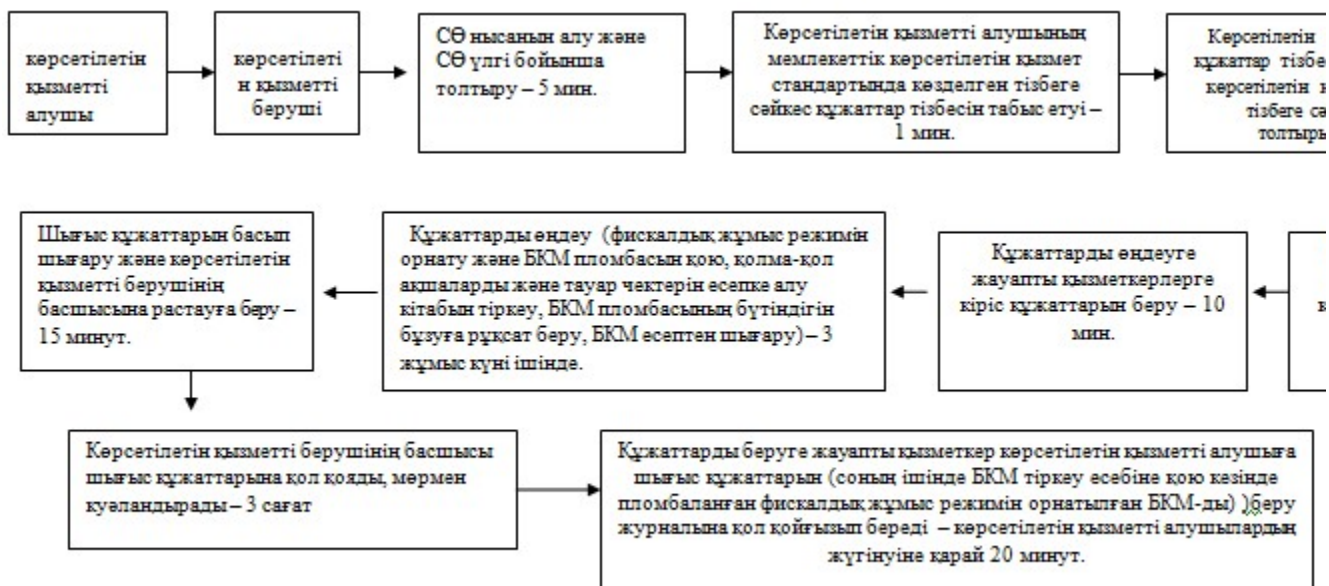 көрсетілетін
қызметті
алушы
көрсетілеті
н қызметті
беруші
СӨ нысанын алу және
СӨ үлгі бойынша
толтыру – 5 мин.
Көрсетілетін қызметті алушының
мемлекеттік көрсетілетін қызмет
стандартында көзделген тізбеге
сәйкес құжаттар тізбесін табыс етуі –
1 мин.
Көрсетілетін
құжаттар
көрсетілетін
тізбеге
Құжаттарды өңдеуге
жауапты қызметкерлерге
кіріс құжаттарын беру – 10
мин.
Құжаттарды өңдеу (фискалдық жұмыс режимін
орнату және БКМ пломбасын қою, қолма-қол
ақшаларды және тауар чектерін есепке алу
кітабын тіркеу, БКМ пломбасының бүтіндігін
бұзуға рұқсат беру, БКМ есептен шығару) – 3
жұмыс күні ішінде.
Шығыс құжаттарын басып
шығару және көрсетілетін
қызметті берушінің
басшысына растауға беру –
15 минут.
Көрсетілетін қызметті берушінің басшысы
шығыс құжаттарына қол қояды, мөрмен
куәландырады – 3 сағат
Құжаттарды беруге жауапты қызметкер көрсетілетін қызметті алушыға
шығыс құжаттарын (соның ішінде БКМ тіркеу есебіне қою кезінде
пломбаланған фискалдық жұмыс режимін орнатылған БКМ-ды) )беру
журналына қол қойғызып береді – көрсетілетін қызметті алушылардың
жүгінуіне қарай 20 минут.